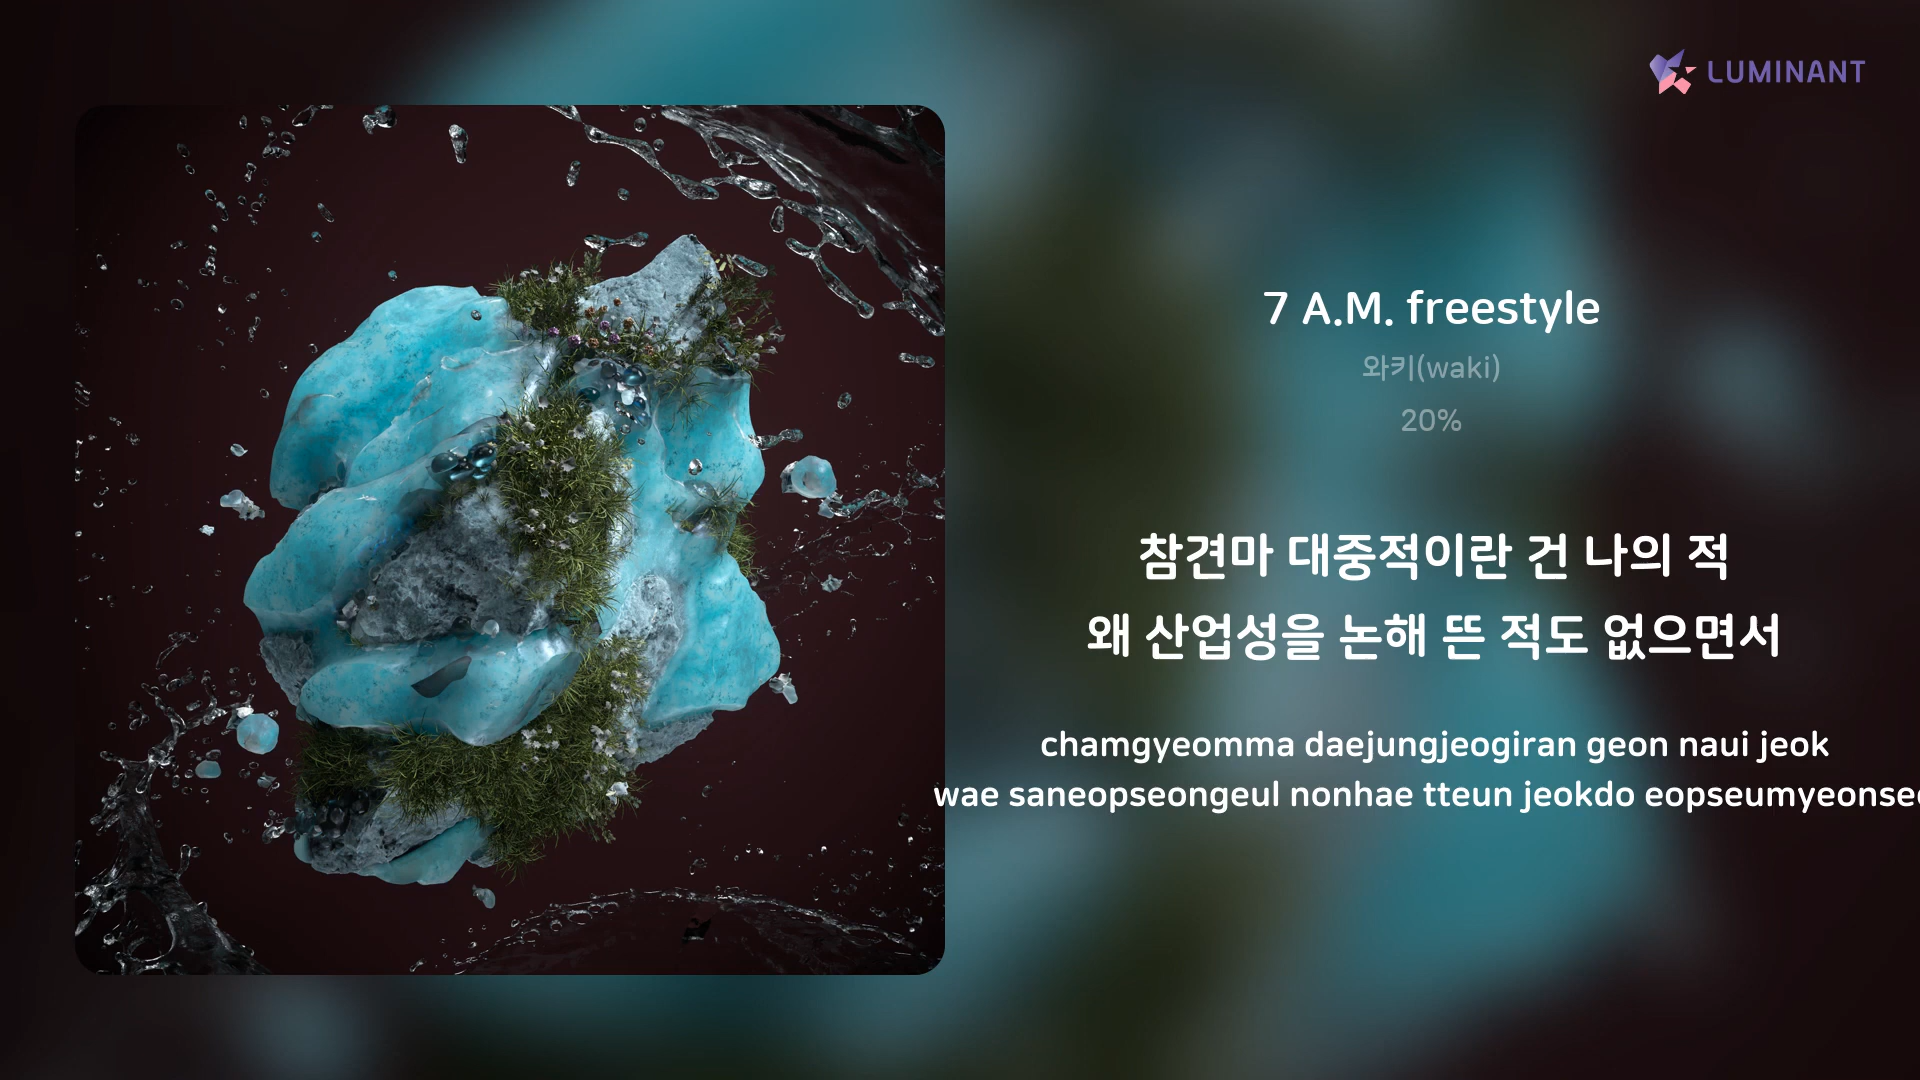 LUMINANT
7 A.M. freestyle
와키(waki)
20%
참견마 대중적이란 건 나의 적
왜 산업성을 논해 뜬 적도 없으면서
chamgyeomma daejungjeogiran geon naui jeok
wae saneopseongeul nonhae tteun jeokdo eopseumyeonseo